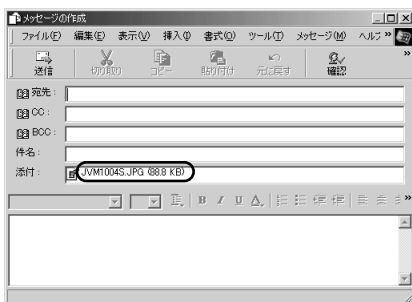 メッセージの作成
ファイル(F) 編集(E) 表示(V) 挿入(I) 書式(O) ツール(T) メッセージ(M) ヘルプ »
送信 切り取り コピー 貼り付け 元に戻す 確認 »
宛先:
CC:
BCC:
件名:
添付: JVM1004S.JPG (88.8 KB)
B I U A »